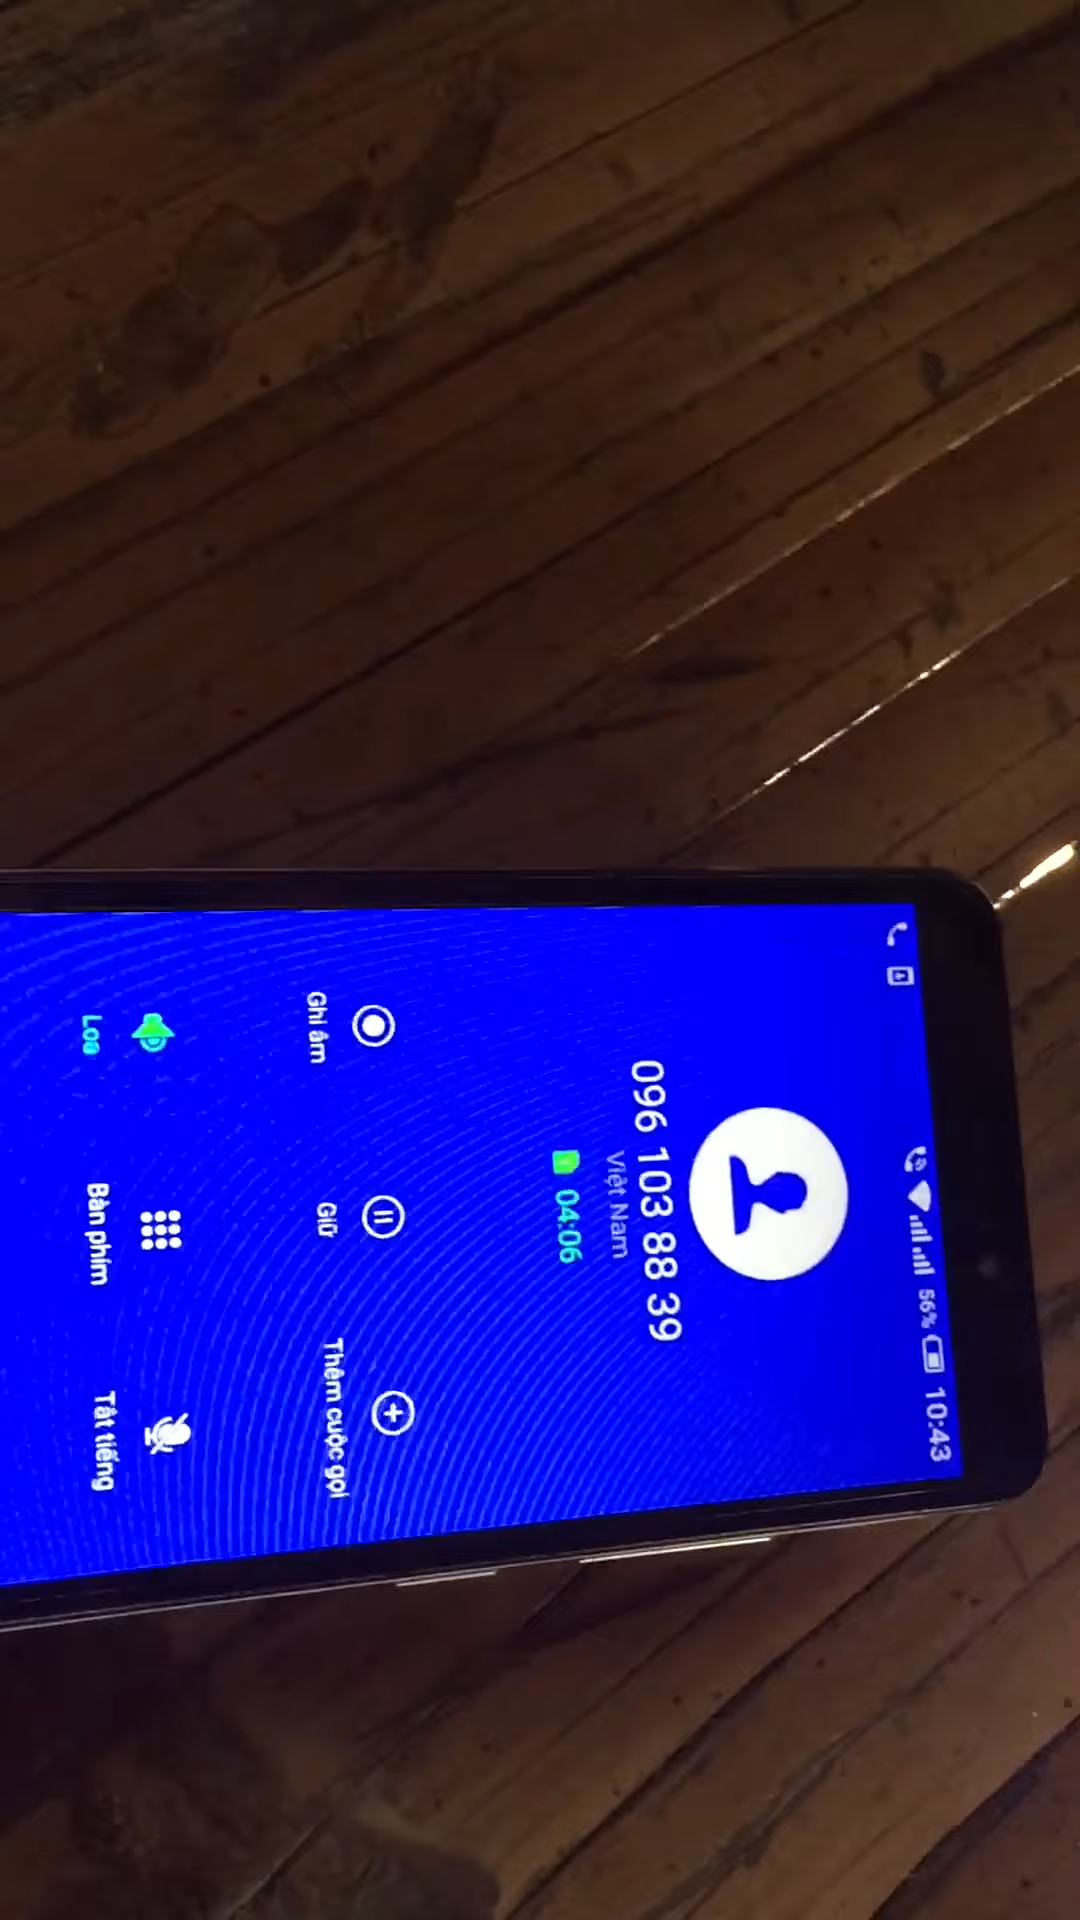 56% 10:43
096 103 88 39
Việt Nam
04:06
Ghi âm
Giữ
Thêm cuộc gọi
Loa
Bàn phím
Tắt tiếng